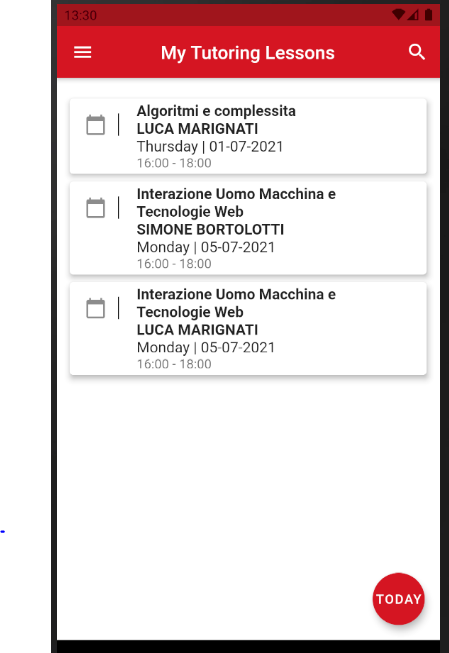 13:30
My Tutoring Lessons
Algoritmi e complessita
LUCA MARIGNATI
Thursday | 01-07-2021
16:00 - 18:00
Interazione Uomo Macchina e
Tecnologie Web
SIMONE BORTOLOTTI
Monday | 05-07-2021
16:00 - 18:00
Interazione Uomo Macchina e
Tecnologie Web
LUCA MARIGNATI
Monday | 05-07-2021
16:00 - 18:00
TODAY